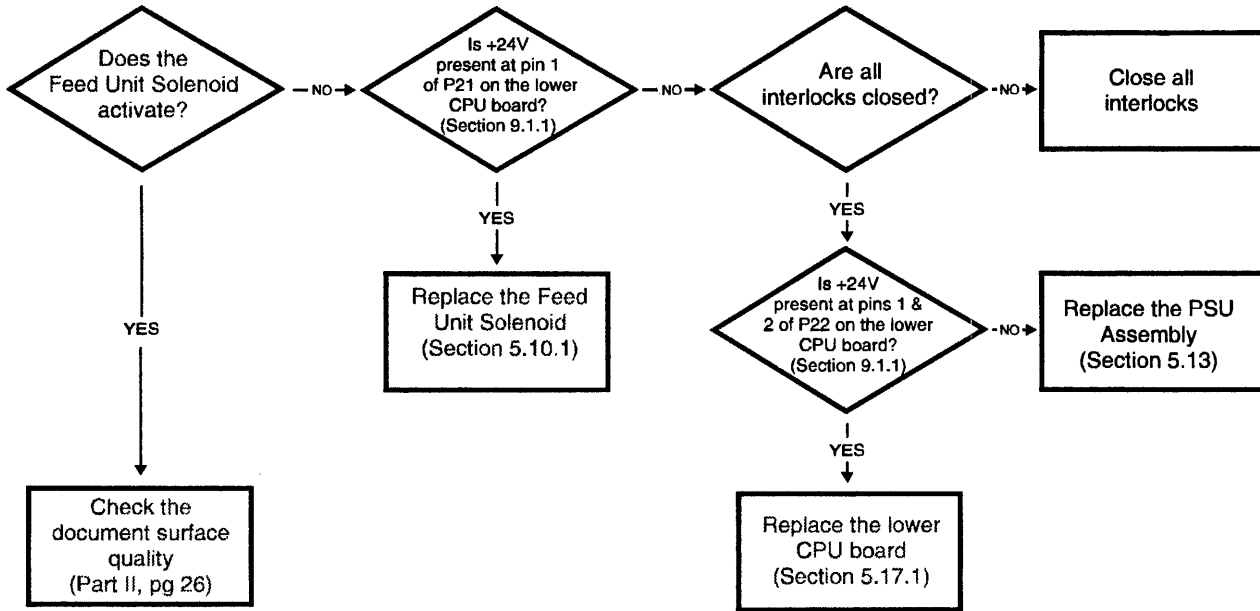 Does the
Feed Unit Solenoid
activate?
NO
Is +24V
present at pin 1
of P21 on the lower
CPU board?
(Section 9.1.1)
NO
Are all
interlocks closed?
NO
Close all
interlocks
YES
YES
YES
Replace the Feed
Unit Solenoid
(Section 5.10.1)
Is +24V
present at pins 1 &
2 of P22 on the lower
CPU board?
(Section 9.1.1)
NO
Replace the PSU
Assembly
(Section 5.13)
YES
Check the
document surface
quality
(Part II, pg 26)
Replace the lower
CPU board
(Section 5.17.1)